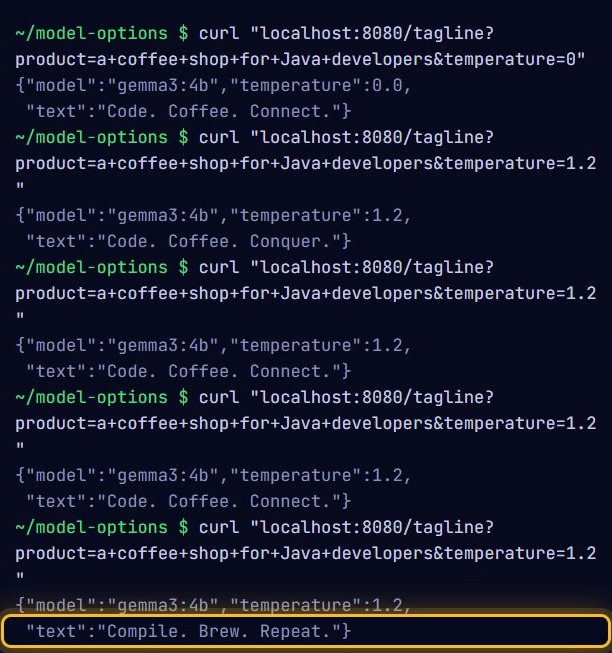 ~/model-options $ curl "localhost:8080/tagline?
product=a+coffee+shop+for+Java+developers&temperature=0"
{"model":"gemma3:4b","temperature":0.0,
"text":"Code. Coffee. Connect."}
~/model-options $ curl "localhost:8080/tagline?
product=a+coffee+shop+for+Java+developers&temperature=1.2
"
{"model":"gemma3:4b","temperature":1.2,
"text":"Code. Coffee. Conquer."}
~/model-options $ curl "localhost:8080/tagline?
product=a+coffee+shop+for+Java+developers&temperature=1.2
"
{"model":"gemma3:4b","temperature":1.2,
"text":"Code. Coffee. Connect."}
~/model-options $ curl "localhost:8080/tagline?
product=a+coffee+shop+for+Java+developers&temperature=1.2
"
{"model":"gemma3:4b","temperature":1.2,
"text":"Code. Coffee. Connect."}
~/model-options $ curl "localhost:8080/tagline?
product=a+coffee+shop+for+Java+developers&temperature=1.2
"
{"model":"gemma3:4b","temperature":1.2,
"text":"Compile. Brew. Repeat."}